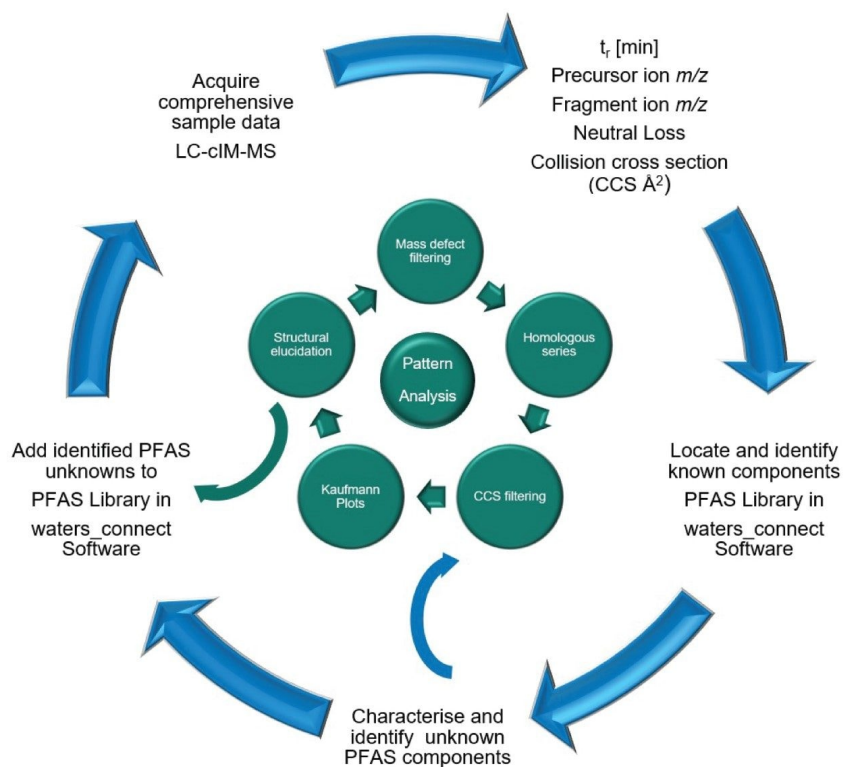 Acquire
comprehensive
sample data
LC-cIM-MS
t_r [min]
Precursor ion m/z
Fragment ion m/z
Neutral Loss
Collision cross section
(CCS Å²)
Mass defect
filtering
Structural
elucidation
Homologous
series
Pattern
Analysis
Kaufmann
Plots
CCS filtering
Add identified PFAS
unknowns to
PFAS Library in
waters_connect
Software
Locate and identify
known components
PFAS Library in
waters_connect
Software
Characterise and
identify unknown
PFAS components